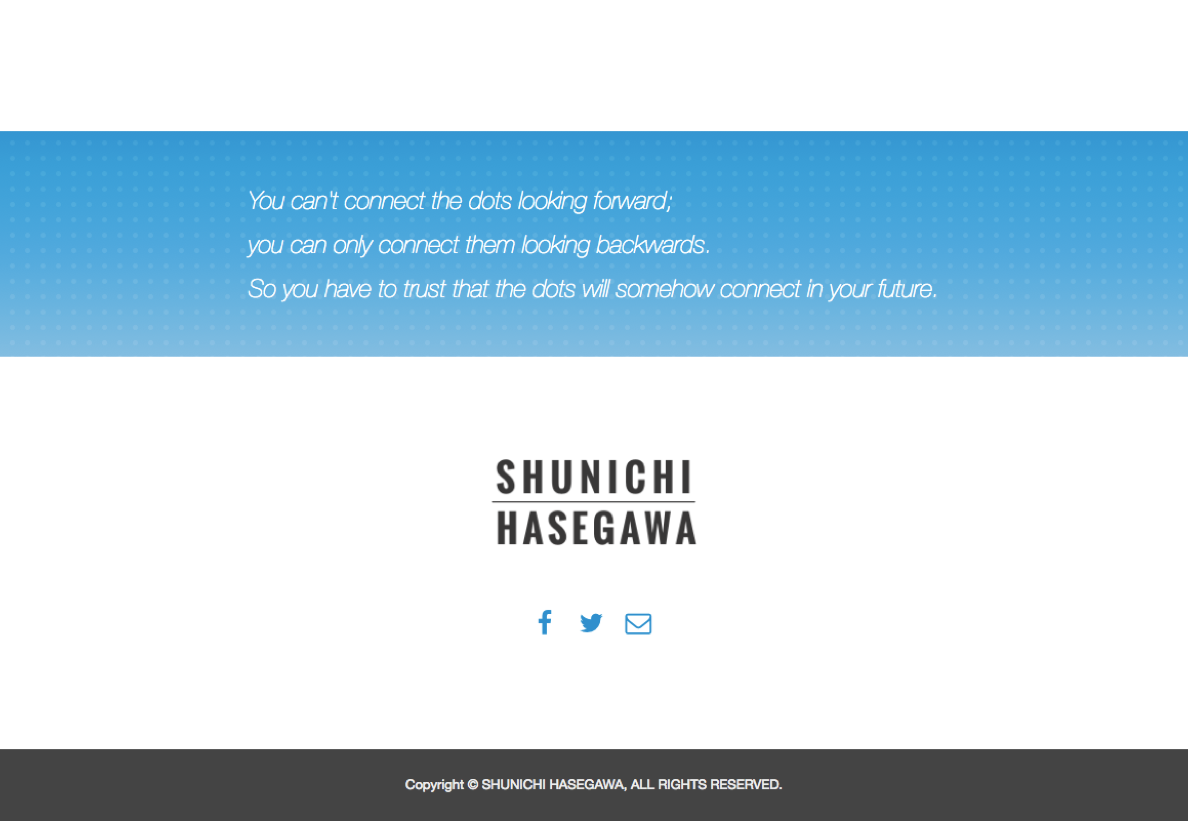 You can't connect the dots looking forward;
you can only connect them looking backwards.
So you have to trust that the dots will somehow connect in your future.
SHUNICHI
HASEGAWA
Copyright © SHUNICHI HASEGAWA, ALL RIGHTS RESERVED.